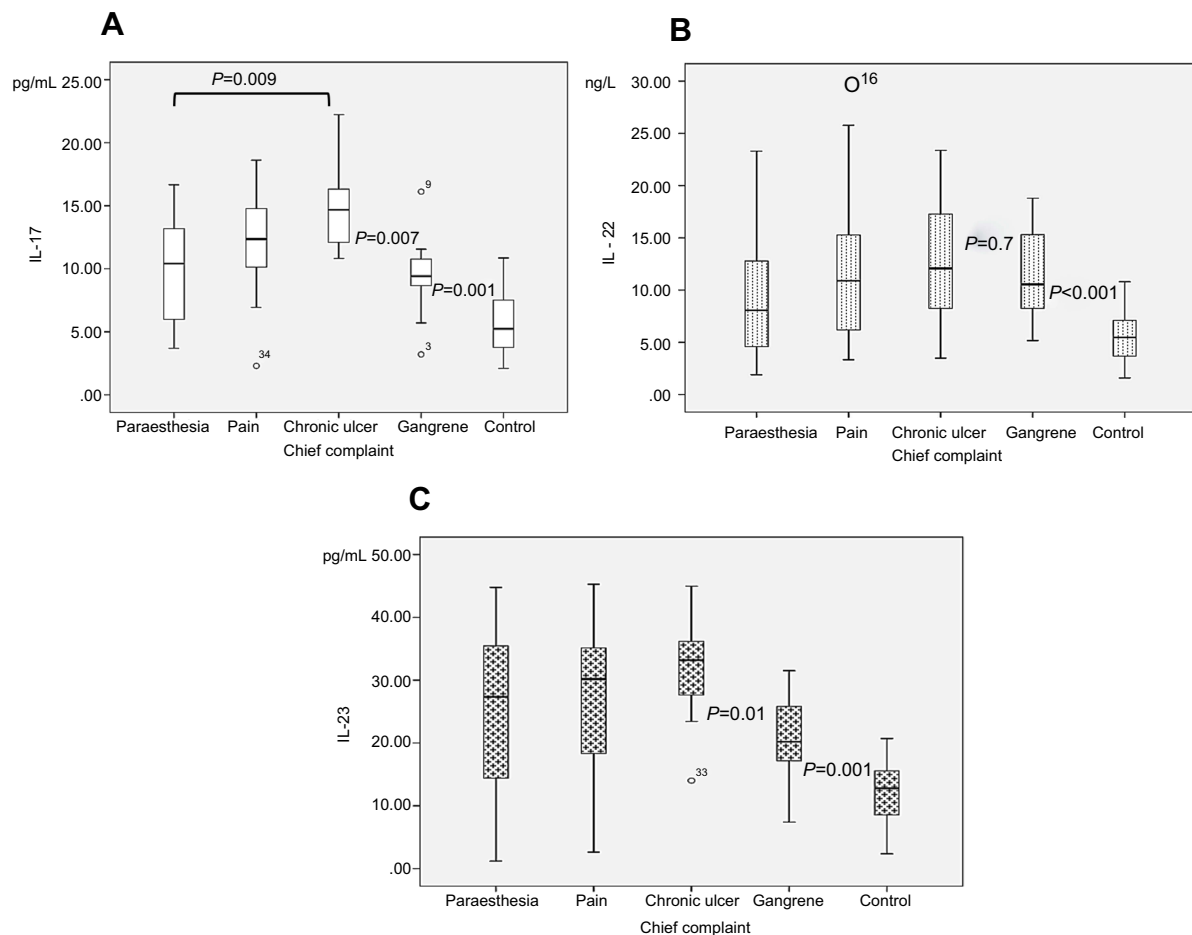 A
pg/mL 25.00
20.00
15.00
10.00
5.00
.00
IL-17
P=0.009
34
P=0.007
9
3
P=0.001
Paraesthesia Pain Chronic ulcer Gangrene Control
Chief complaint
B
ng/L 30.00
25.00
20.00
15.00
10.00
5.00
.00
IL - 22
16
P=0.7
P<0.001
Paraesthesia Pain Chronic ulcer Gangrene Control
Chief complaint
C
pg/mL 50.00
40.00
30.00
20.00
10.00
.00
IL-23
P=0.01
33
P=0.001
Paraesthesia Pain Chronic ulcer Gangrene Control
Chief complaint